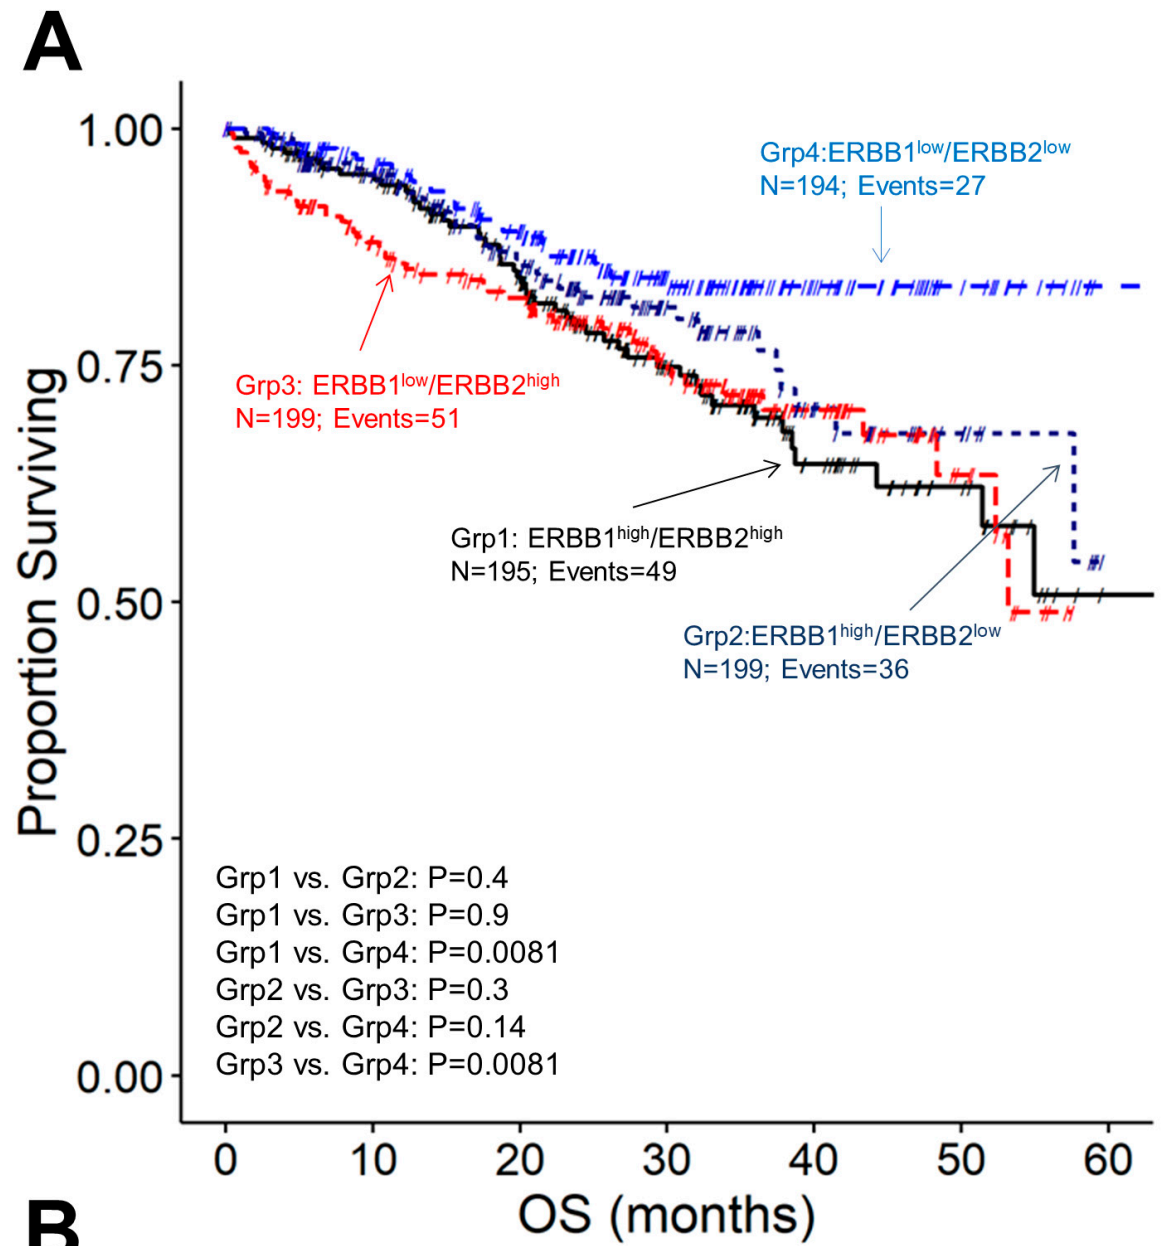 A
1.00
0.75
0.50
0.25
0.00
Proportion Surviving
Grp4:ERBB1low/ERBB2low
N=194; Events=27
Grp3: ERBB1low/ERBB2high
N=199; Events=51
Grp1: ERBB1high/ERBB2high
N=195; Events=49
Grp2:ERBB1high/ERBB2low
N=199; Events=36
Grp1 vs. Grp2: P=0.4
Grp1 vs. Grp3: P=0.9
Grp1 vs. Grp4: P=0.0081
Grp2 vs. Grp3: P=0.3
Grp2 vs. Grp4: P=0.14
Grp3 vs. Grp4: P=0.0081
0 10 20 30 40 50 60
OS (months)
B